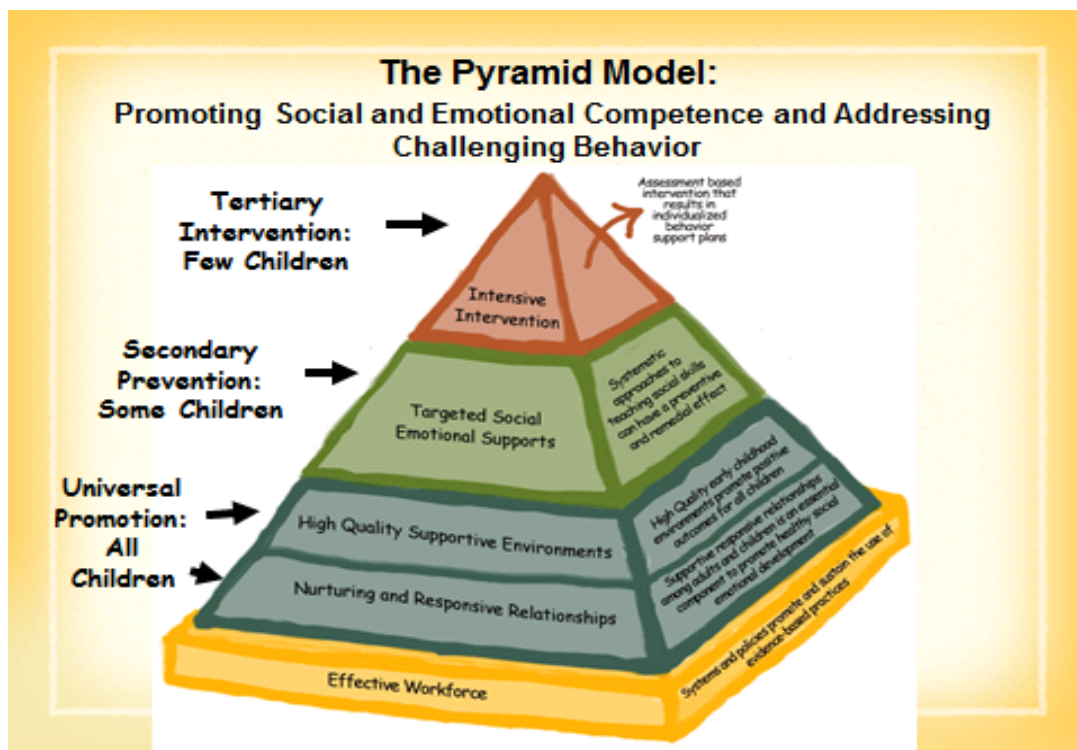 The Pyramid Model:
Promoting Social and Emotional Competence and Addressing
Challenging Behavior
Tertiary
Intervention:
Few Children
Assessment based
intervention that
results in
individualized
behavior
support plans
Intensive
Intervention
Secondary
Prevention:
Some Children
Targeted Social
Emotional Supports
Systematic
approaches to
teaching social skills
can have a preventive
and remedial effect
Universal
Promotion:
All
Children
High Quality Supportive Environments
High Quality early childhood
environments promote positive
outcomes for all children
Nurturing and Responsive Relationships
Supportive responsive relationships
among adults and children is an essential
component to promote healthy social
emotional development
Effective Workforce
Systems and policies promote and sustain the use of
evidence-based practices